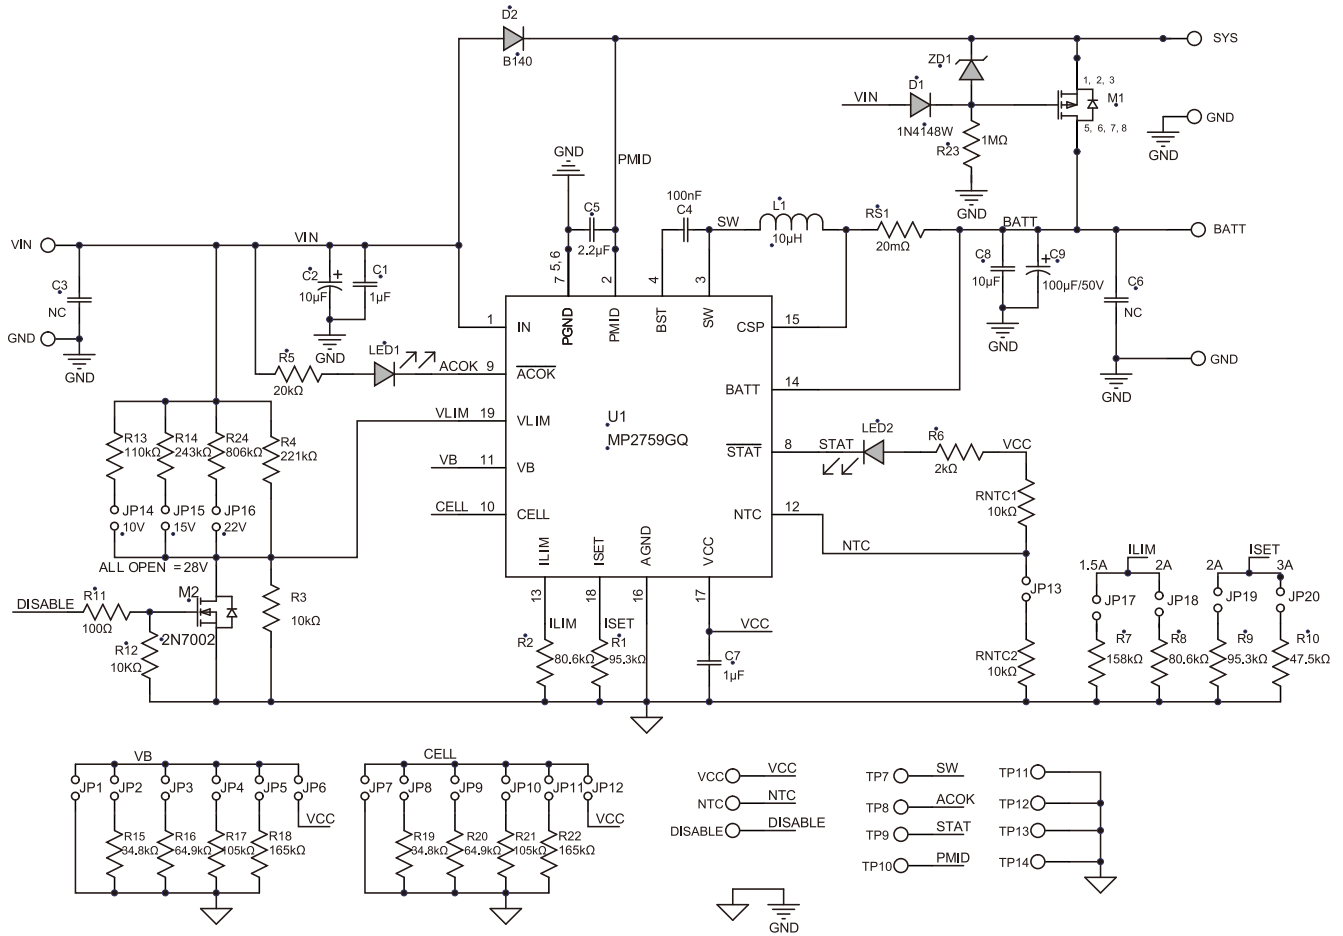 D2
B140
SYS
ZD1
D1
VIN
1N4148W
1, 2, 3
M1
5, 6, 7, 8
GND
GND
R23
1MΩ
GND
GND
PMID
C5
2.2µF
100nF
C4
SW
L1
10µH
RS1
20mΩ
BATT
BATT
VIN
VIN
C3
NC
GND
GND
C2
10µF
C1
1µF
GND
C8
10µF
GND
C9
100µF/50V
C6
NC
GND
GND
7 5, 6
2
4
3
PGND
PMID
BST
SW
1
IN
CSP
15
R5
20kΩ
LED1
ACOK
9
ACOK
BATT
14
VLIM
19
VLIM
U1
MP2759GQ
STAT
8
STAT
LED2
R6
2kΩ
VCC
VB
11
VB
CELL
10
CELL
NTC
12
NTC
RNTC1
10kΩ
ILIM
ISET
AGND
VCC
13
18
16
17
R13
110kΩ
R14
243kΩ
R24
806kΩ
R4
221kΩ
JP14
10V
JP15
15V
JP16
22V
ALL OPEN = 28V
DISABLE
R11
100Ω
M2
2N7002
R12
10KΩ
R3
10kΩ
ILIM
R2
80.6kΩ
ISET
R1
95.3kΩ
VCC
C7
1µF
JP13
RNTC2
10kΩ
ILIM
1.5A
2A
JP17
JP18
R7
158kΩ
R8
80.6kΩ
ISET
2A
3A
JP19
JP20
R9
95.3kΩ
R10
47.5kΩ
VB
JP1
JP2
JP3
JP4
JP5
JP6
VCC
R15
34.8kΩ
R16
64.9kΩ
R17
105kΩ
R18
165kΩ
CELL
JP7
JP8
JP9
JP10
JP11
JP12
VCC
R19
34.8kΩ
R20
64.9kΩ
R21
105kΩ
R22
165kΩ
VCC
VCC
NTC
NTC
DISABLE
DISABLE
GND
TP7
SW
TP8
ACOK
TP9
STAT
TP10
PMID
TP11
TP12
TP13
TP14